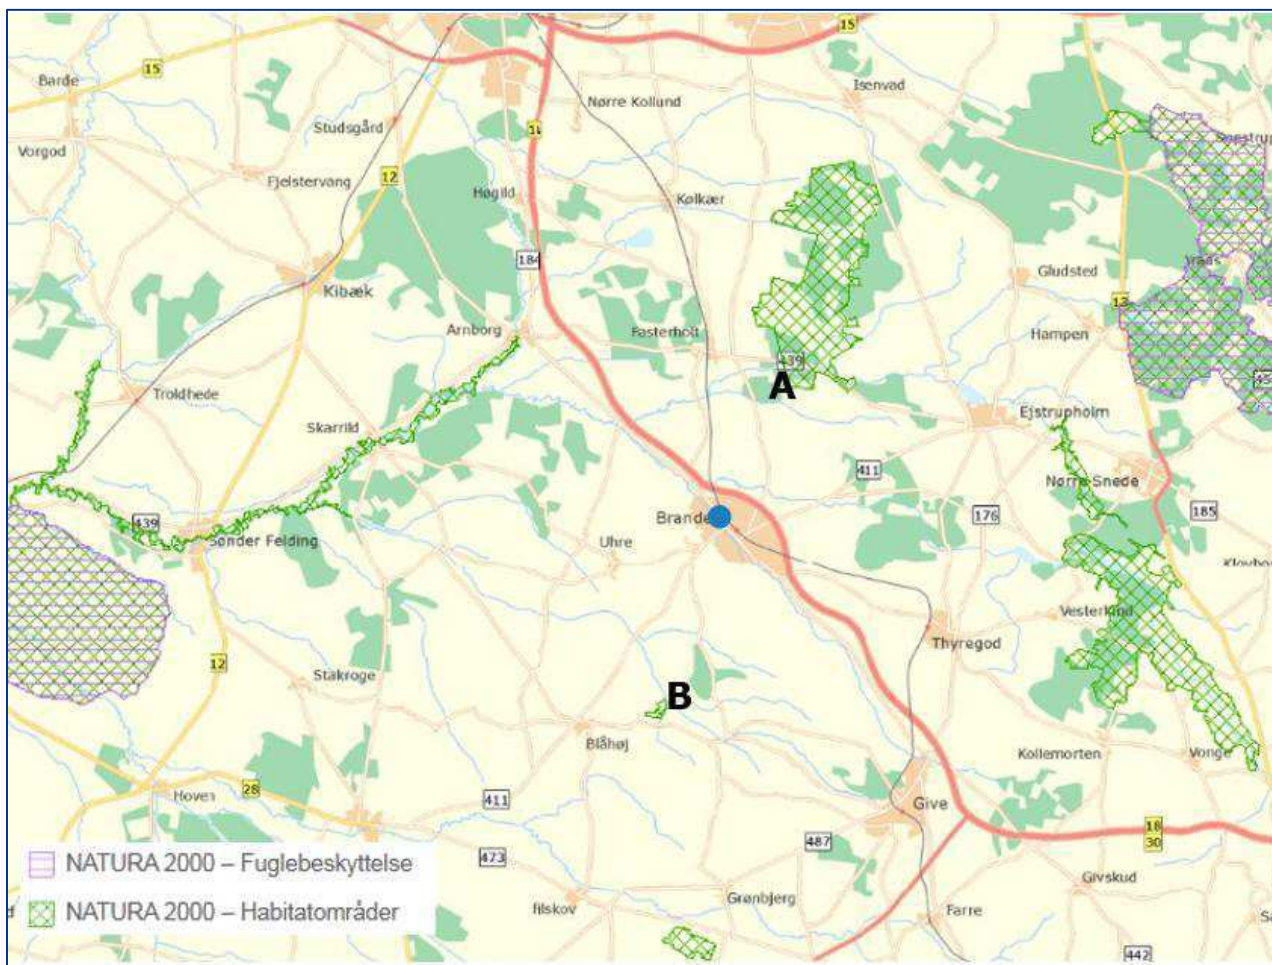 15
Barde
Isenvad
Nørre Kollund
Studsgård
Vorgod
12
Fjelstervang
Høgild
Kølkær
184
Gludsted
Kibæk
13
Hampen
Arnborg
Fasterholt
439
A
Troldhede
Ejstrupholm
Skarrild
411
Nørre Snede
439
Brande
176
185
Sønder Felding
Uhre
Vesterlund
Thyregod
12
Stakroge
B
Blåhøj
Kollemorten
Vonge
28
Hoven
411
Give
18
30
487
NATURA 2000 – Fuglebeskyttelse
473
Givskud
Grønbjerg
NATURA 2000 – Habitatområder
Farre
442